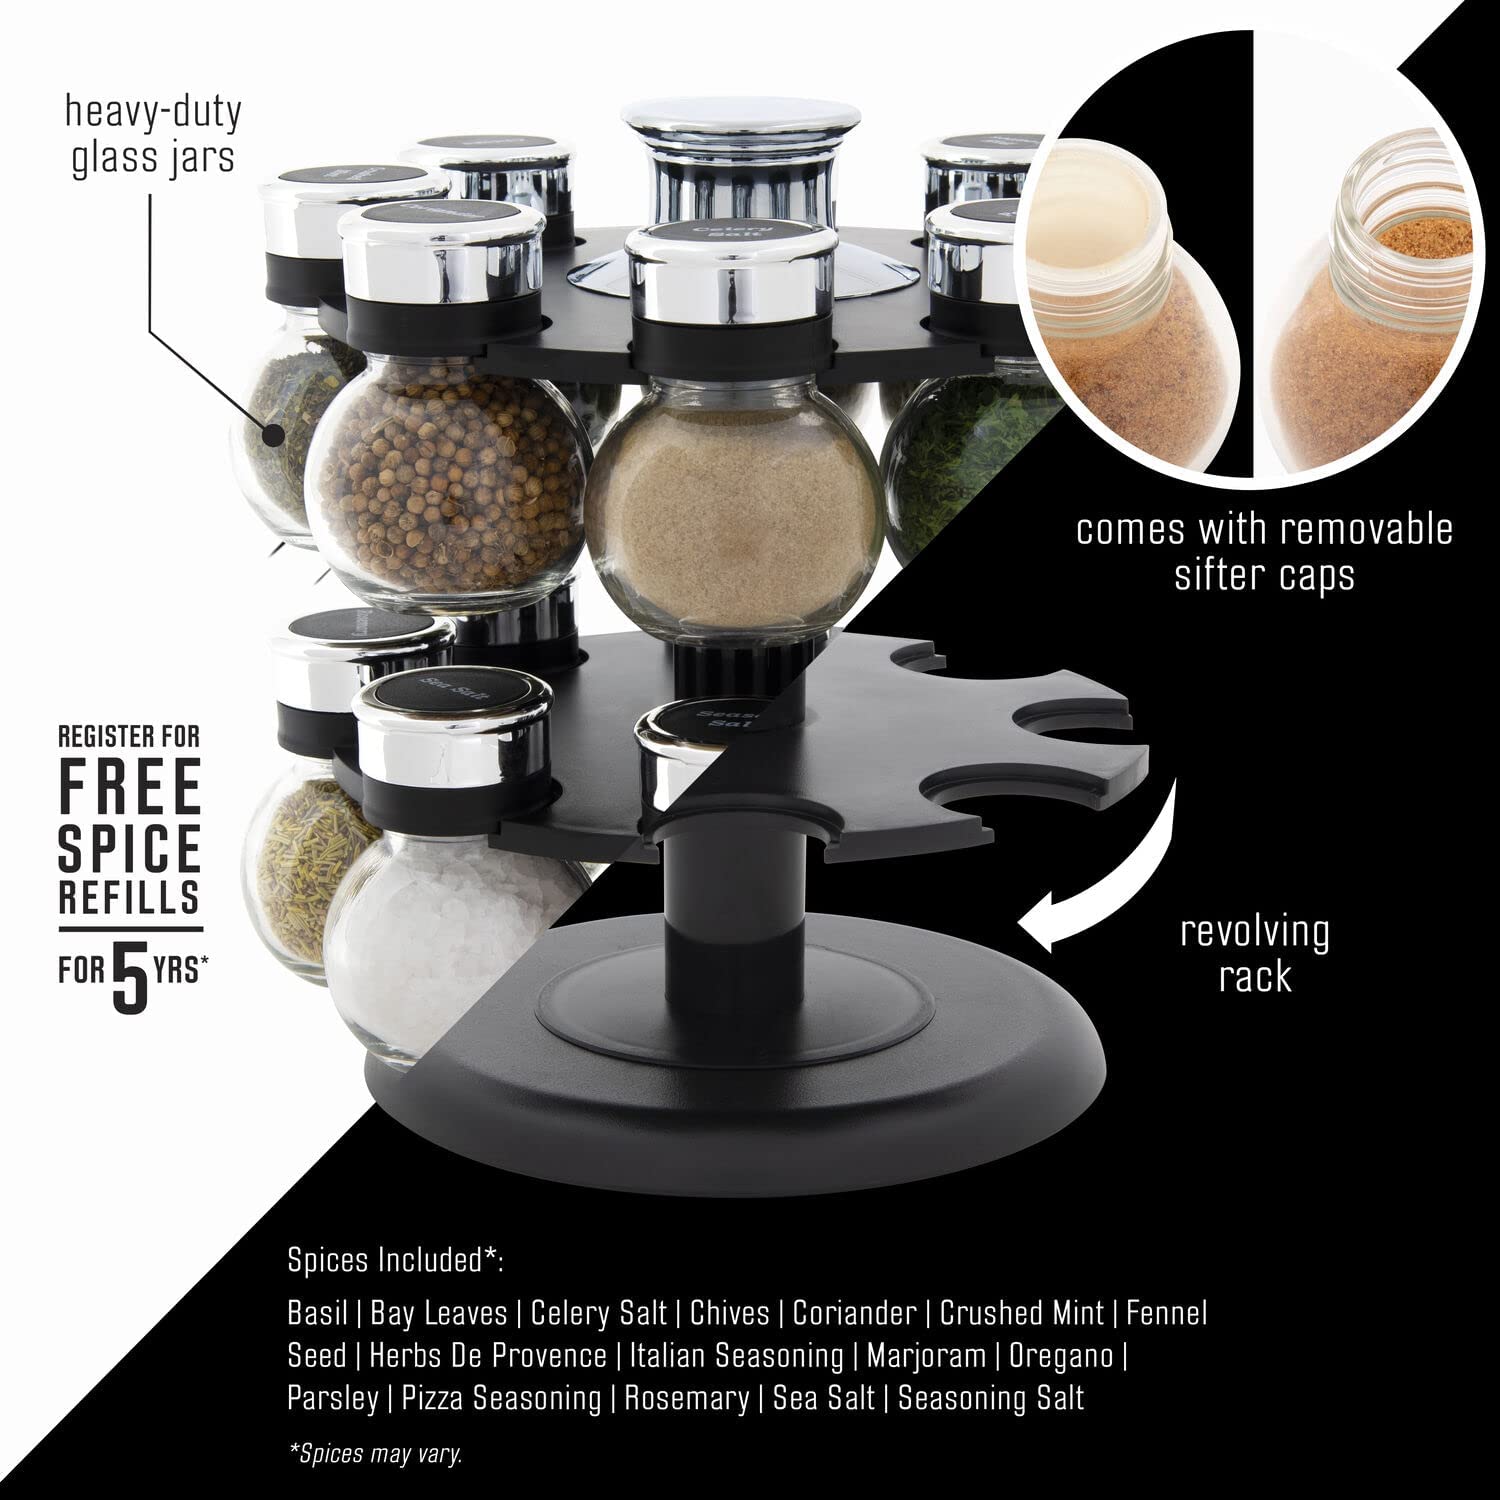 heavy-duty
glass jars
Celery
Salt
comes with removable
sifter caps
Rosemary
Sea Salt
REGISTER FOR
FREE
SPICE
REFILLS
FOR 5 YRS*
revolving
rack
Spices Included*:
Basil | Bay Leaves | Celery Salt | Chives | Coriander | Crushed Mint | Fennel
Seed | Herbs De Provence | Italian Seasoning | Marjoram | Oregano |
Parsley | Pizza Seasoning | Rosemary | Sea Salt | Seasoning Salt
*Spices may vary.